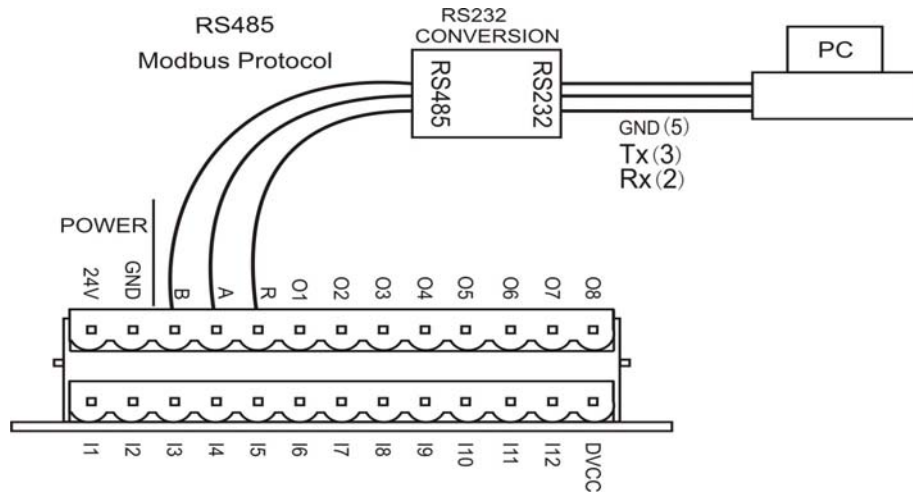 RS485
Modbus Protocol
RS232
CONVERSION
RS485
RS232
PC
GND(5)
Tx(3)
Rx(2)
POWER
24V GND B A R O1 O2 O3 O4 O5 O6 O7 O8
I1 I2 I3 I4 I5 I6 I7 I8 I9 I10 I11 I12 DVCC